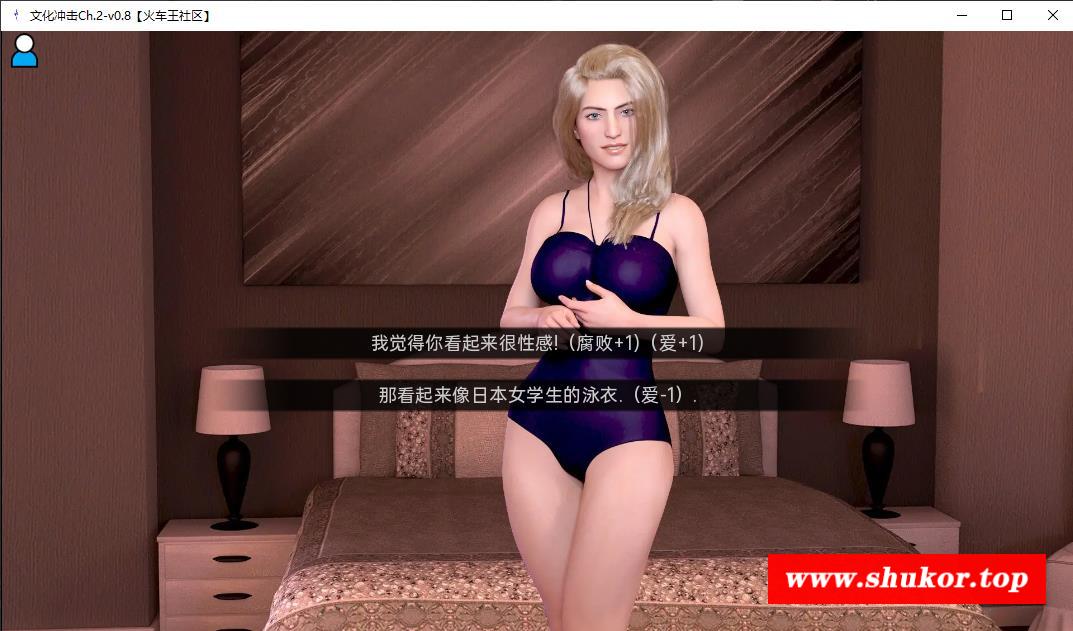 文化冲击Ch.2-v0.8【火车王社区】
我觉得你看起来很性感!（腐败+1)（爱+1)
那看起来像日本女学生的泳衣.（爱-1）.
www.shukor.top